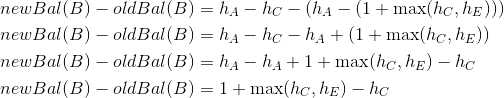 newBal(B) − oldBal(B) = h_A − h_C − (h_A − (1 + max(h_C, h_E)))
newBal(B) − oldBal(B) = h_A − h_C − h_A + (1 + max(h_C, h_E))
newBal(B) − oldBal(B) = h_A − h_A + 1 + max(h_C, h_E) − h_C
newBal(B) − oldBal(B) = 1 + max(h_C, h_E) − h_C